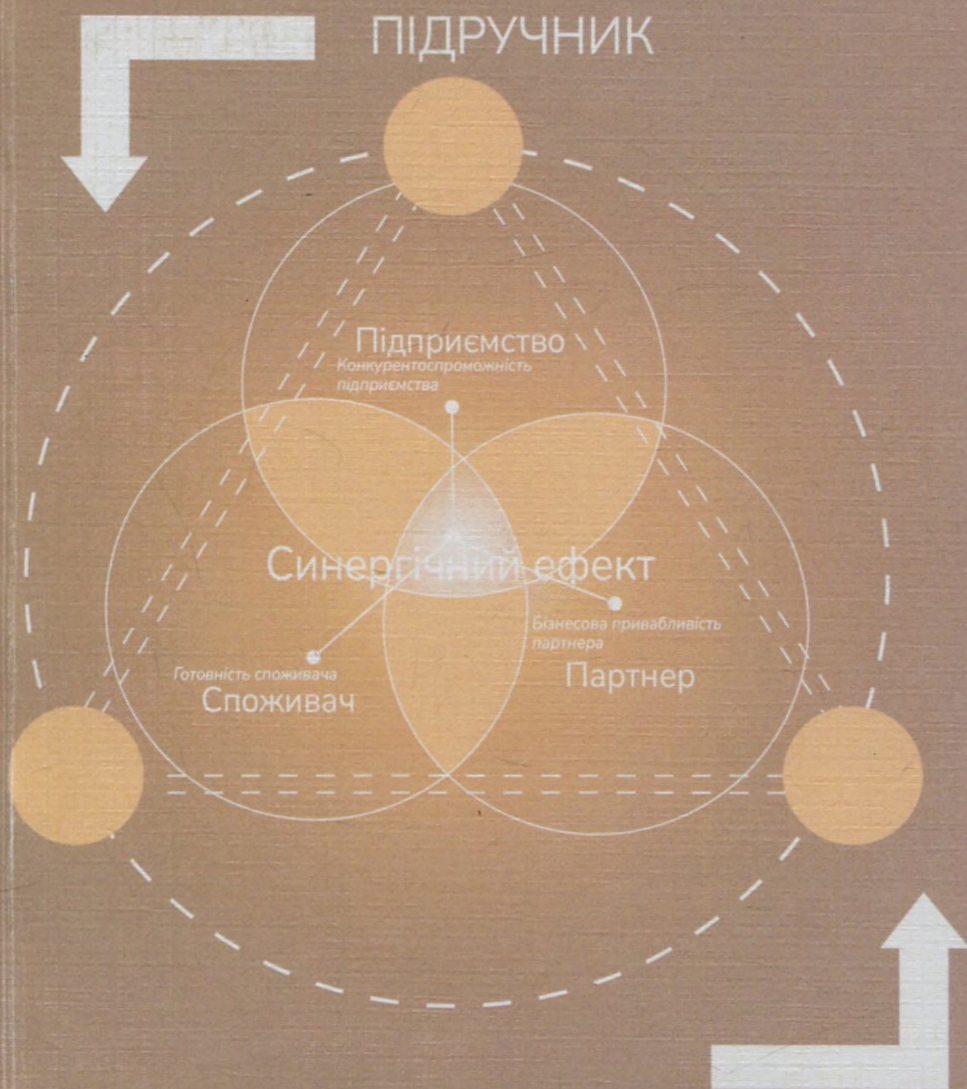 ПІДРУЧНИК
Підприємство
Конкурентоспроможність
підприємства
Синергічний ефект
Бізнесова привабливість
партнера
Партнер
Готовність споживача
Споживач